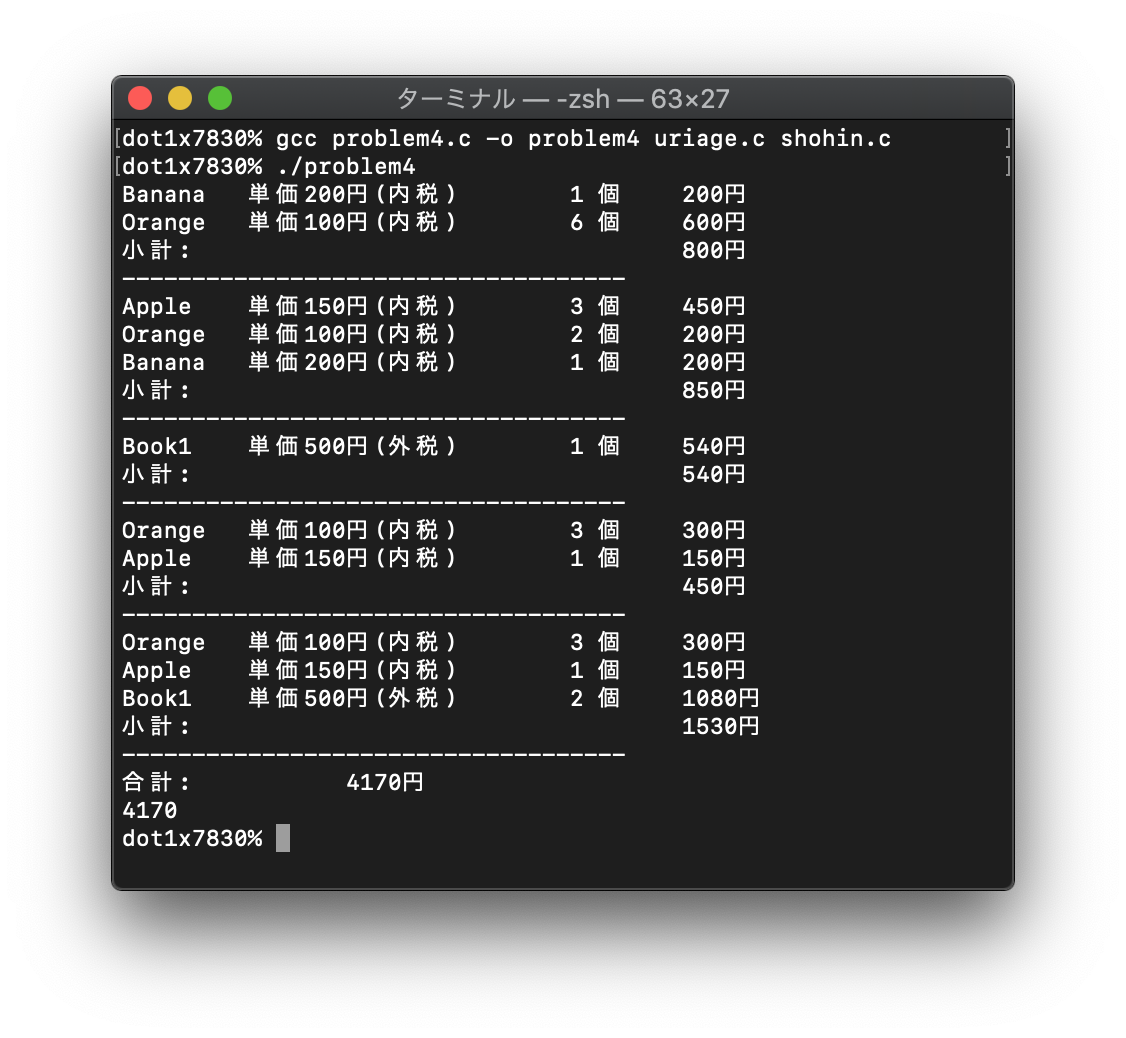 ターミナル — -zsh — 63×27
[dot1x7830% gcc problem4.c -o problem4 uriage.c shohin.c ]
[dot1x7830% ./problem4 ]
Banana 単価200円(内税) 1 個 200円
Orange 単価100円(内税) 6 個 600円
小計: 800円
------------------------------------
Apple 単価150円(内税) 3 個 450円
Orange 単価100円(内税) 2 個 200円
Banana 単価200円(内税) 1 個 200円
小計: 850円
------------------------------------
Book1 単価500円(外税) 1 個 540円
小計: 540円
------------------------------------
Orange 単価100円(内税) 3 個 300円
Apple 単価150円(内税) 1 個 150円
小計: 450円
------------------------------------
Orange 単価100円(内税) 3 個 300円
Apple 単価150円(内税) 1 個 150円
Book1 単価500円(外税) 2 個 1080円
小計: 1530円
------------------------------------
合計: 4170円
4170
dot1x7830%